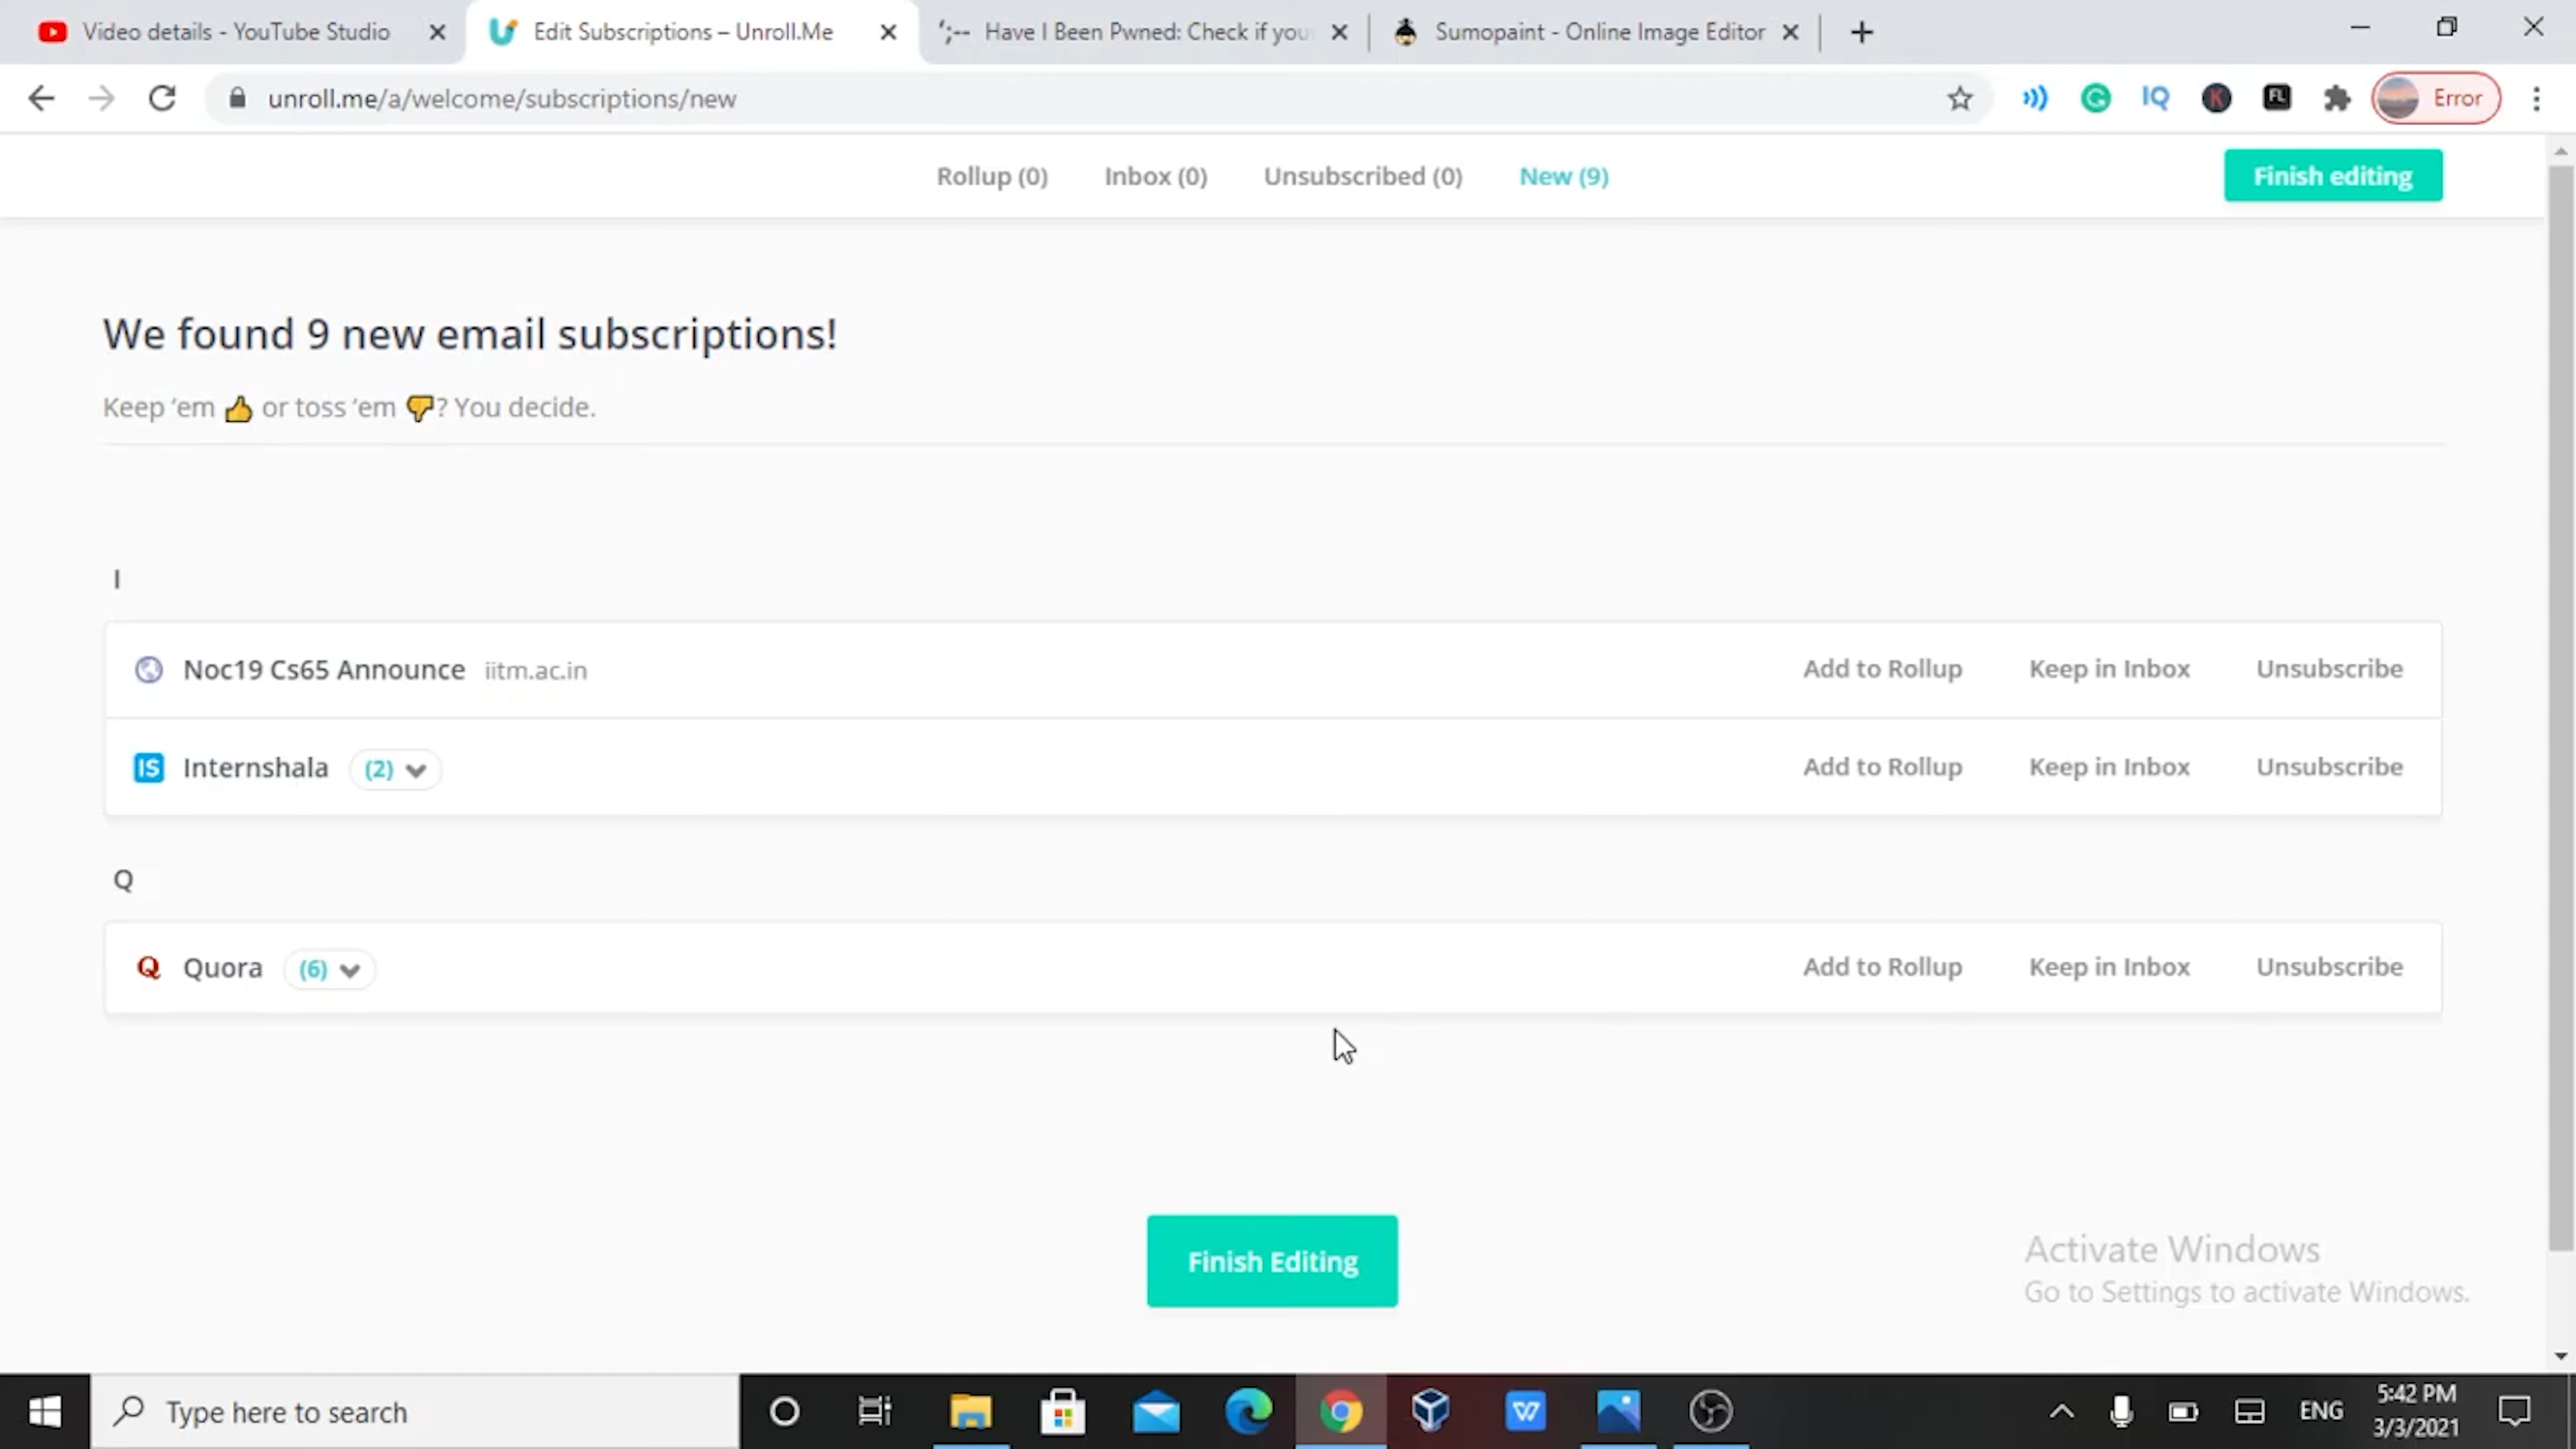 Video details - YouTube Studio
Edit Subscriptions – Unroll.Me
Have I Been Pwned: Check if you
Sumopaint - Online Image Editor
unroll.me/a/welcome/subscriptions/new
IQ
K
FL
Error
Rollup (0)
Inbox (0)
Unsubscribed (0)
New (9)
Finish editing
We found 9 new email subscriptions!
Keep ‘em 👍 or toss ‘em 👎? You decide.
I
Noc19 Cs65 Announce iitm.ac.in
Add to Rollup
Keep in Inbox
Unsubscribe
IS Internshala (2)
Add to Rollup
Keep in Inbox
Unsubscribe
Q
Q Quora (6)
Add to Rollup
Keep in Inbox
Unsubscribe
Finish Editing
Activate Windows
Go to Settings to activate Windows.
Type here to search
W
ENG
5:42 PM
3/3/2021